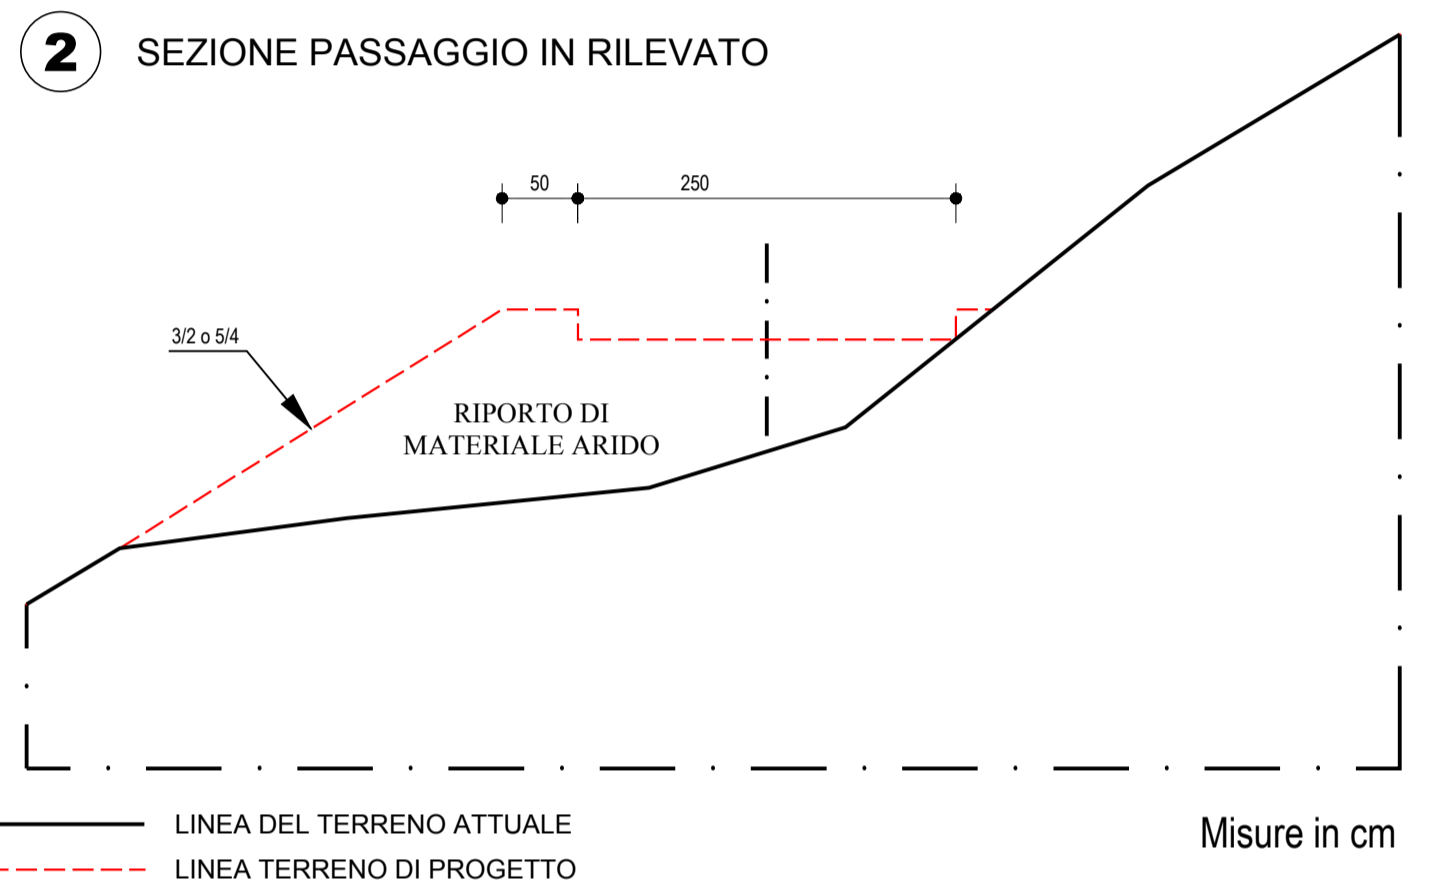 2 SEZIONE PASSAGGIO IN RILEVATO
50 250
3/2 o 5/4
RIPORTO DI
MATERIALE ARIDO
LINEA DEL TERRENO ATTUALE
Misure in cm
LINEA TERRENO DI PROGETTO